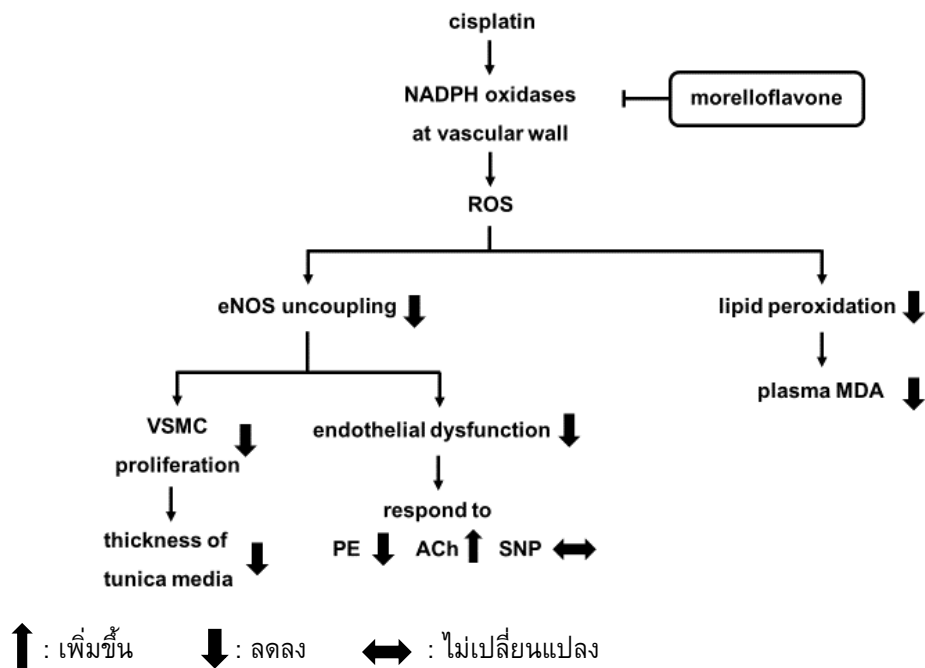 cisplatin
NADPH oxidases
at vascular wall
morelloflavone
ROS
eNOS uncoupling
lipid peroxidation
plasma MDA
VSMC
proliferation
endothelial dysfunction
thickness of
tunica media
respond to
PE ACh SNP
: เพิ่มขึ้น : ลดลง : ไม่เปลี่ยนแปลง